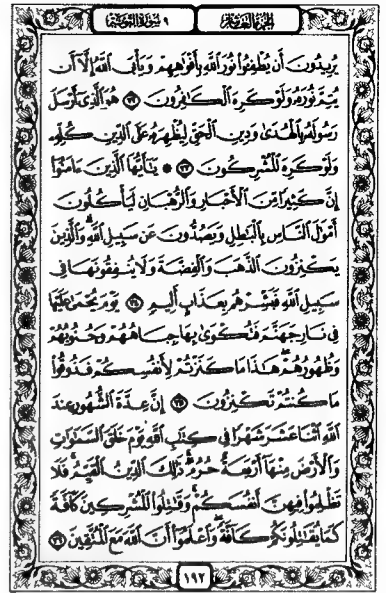 الجزء العاشر
٩ سورة التوبة
يُرِيدُونَ أَن يُطْفِـُٔوا۟ نُورَ ٱللَّهِ بِأَفْوَٰهِهِمْ وَيَأْبَى ٱللَّهُ إِلَّآ أَن
يُتِمَّ نُورَهُۥ وَلَوْ كَرِهَ ٱلْكَٰفِرُونَ ٣٢ هُوَ ٱلَّذِىٓ أَرْسَلَ
رَسُولَهُۥ بِٱلْهُدَىٰ وَدِينِ ٱلْحَقِّ لِيُظْهِرَهُۥ عَلَى ٱلدِّينِ كُلِّهِۦ
وَلَوْ كَرِهَ ٱلْمُشْرِكُونَ ٣٣ ۞ يَٰٓأَيُّهَا ٱلَّذِينَ ءَامَنُوٓا۟
إِنَّ كَثِيرًا مِّنَ ٱلْأَحْبَارِ وَٱلرُّهْبَانِ لَيَأْكُلُونَ
أَمْوَٰلَ ٱلنَّاسِ بِٱلْبَٰطِلِ وَيَصُدُّونَ عَن سَبِيلِ ٱللَّهِ ۗ وَٱلَّذِينَ
يَكْنِزُونَ ٱلذَّهَبَ وَٱلْفِضَّةَ وَلَا يُنفِقُونَهَا فِى
سَبِيلِ ٱللَّهِ فَبَشِّرْهُم بِعَذَابٍ أَلِيمٍ ٣٤ يَوْمَ يُحْمَىٰ عَلَيْهَا
فِى نَارِ جَهَنَّمَ فَتُكْوَىٰ بِهَا جِبَاهُهُمْ وَجُنُوبُهُمْ
وَظُهُورُهُمْ ۖ هَٰذَا مَا كَنَزْتُمْ لِأَنفُسِكُمْ فَذُوقُوا۟
مَا كُنتُمْ تَكْنِزُونَ ٣٥ إِنَّ عِدَّةَ ٱلشُّهُورِ عِندَ
ٱللَّهِ ٱثْنَا عَشَرَ شَهْرًا فِى كِتَٰبِ ٱللَّهِ يَوْمَ خَلَقَ ٱلسَّمَٰوَٰتِ
وَٱلْأَرْضَ مِنْهَآ أَرْبَعَةٌ حُرُمٌ ۚ ذَٰلِكَ ٱلدِّينُ ٱلْقَيِّمُ ۚ فَلَا
تَظْلِمُوا۟ فِيهِنَّ أَنفُسَكُمْ ۚ وَقَٰتِلُوا۟ ٱلْمُشْرِكِينَ كَآفَّةً
كَمَا يُقَٰتِلُونَكُمْ كَآفَّةً ۚ وَٱعْلَمُوٓا۟ أَنَّ ٱللَّهَ مَعَ ٱلْمُتَّقِينَ ٣٦
١٩٢